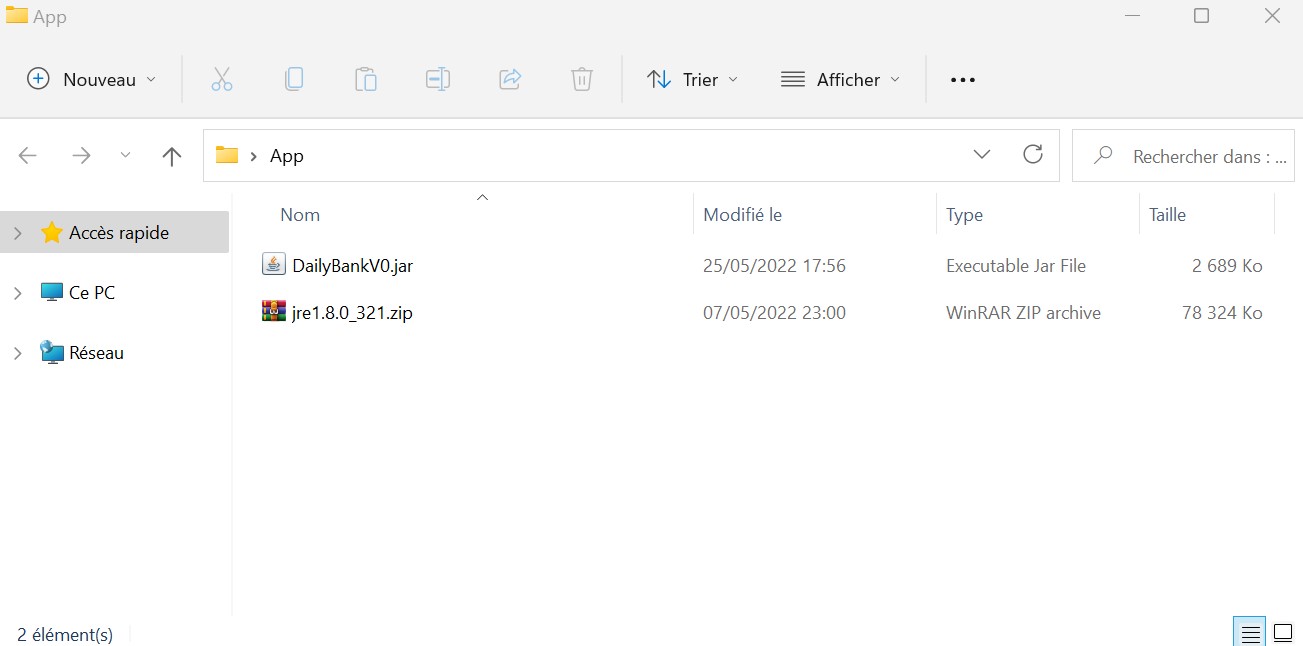 App
Nouveau Trier Afficher
App Rechercher dans : ...
Nom Modifié le Type Taille
Accès rapide
DailyBankV0.jar 25/05/2022 17:56 Executable Jar File 2 689 Ko
Ce PC
jre1.8.0_321.zip 07/05/2022 23:00 WinRAR ZIP archive 78 324 Ko
Réseau
2 élément(s)